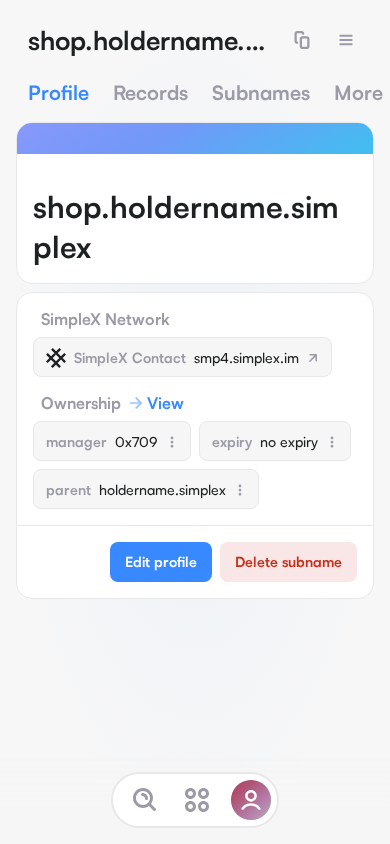 shop.holdername....
Profile Records Subnames More
shop.holdername.sim
plex
SimpleX Network
SimpleX Contact smp4.simplex.im
Ownership → View
manager 0x709 expiry no expiry
parent holdername.simplex
Edit profile Delete subname